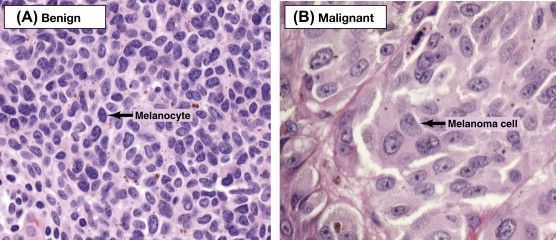 (A) Benign
Melanocyte
(B) Malignant
Melanoma cell